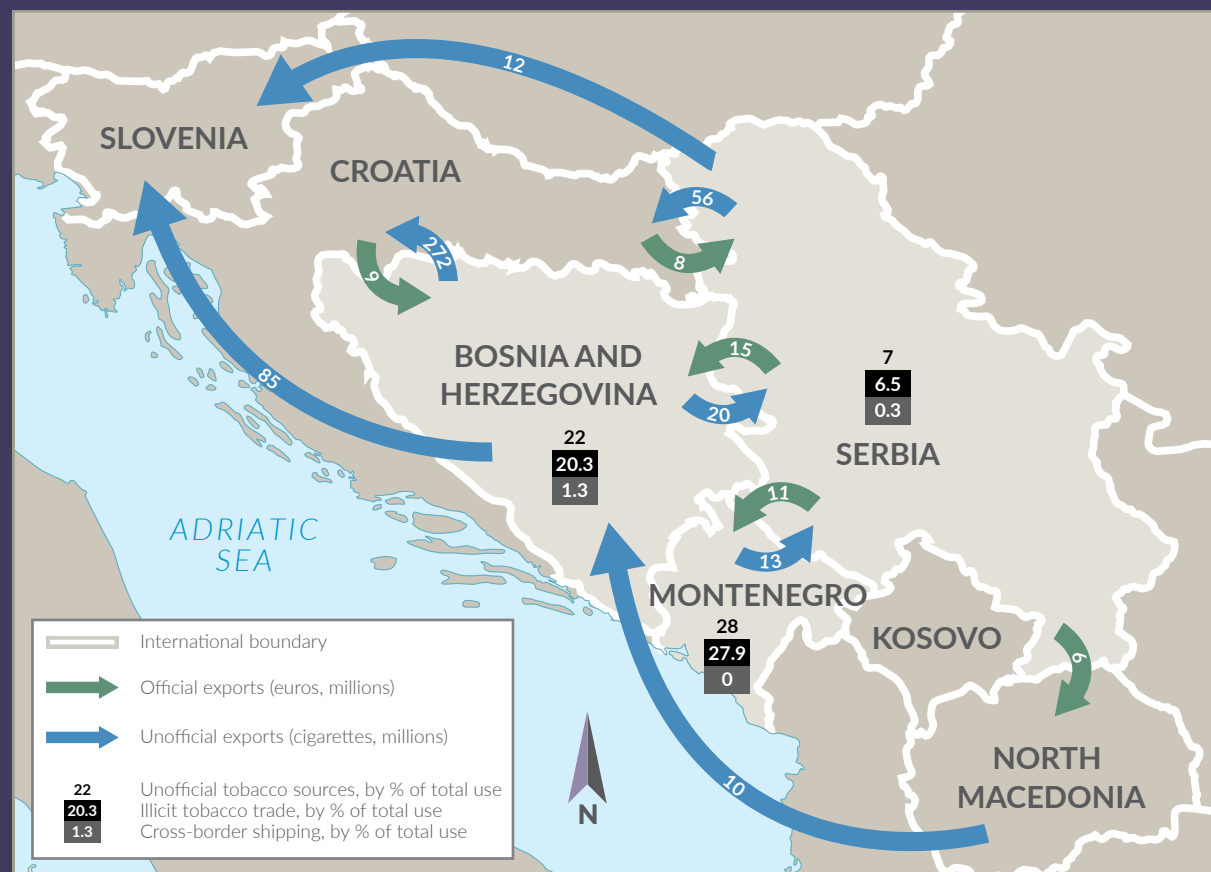 12
SLOVENIA
CROATIA
56
272
8
9
BOSNIA AND
HERZEGOVINA
15
7
6.5
0.3
85
20
22
20.3
1.3
SERBIA
11
ADRIATIC
SEA
13
MONTENEGRO
28
27.9
0
KOSOVO
6
NORTH
MACEDONIA
10
N
International boundary
Official exports (euros, millions)
Unofficial exports (cigarettes, millions)
22 Unofficial tobacco sources, by % of total use
20.3 Illicit tobacco trade, by % of total use
1.3 Cross-border shipping, by % of total use